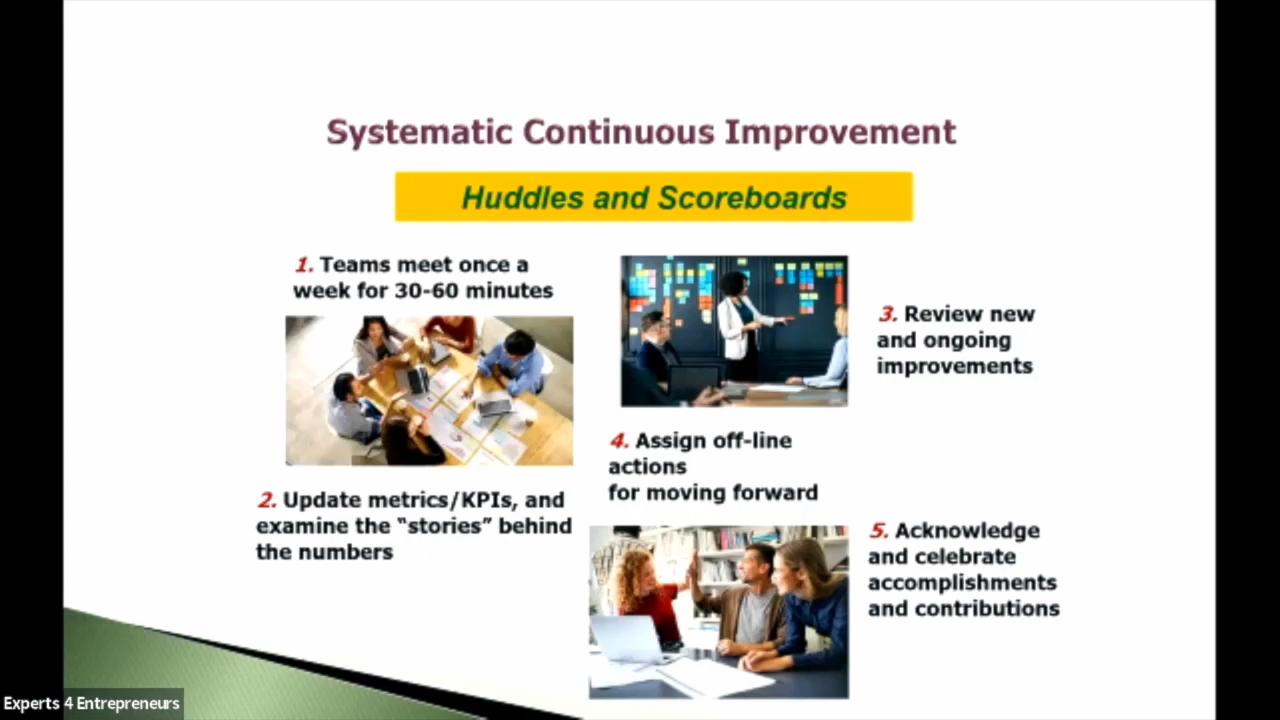 Systematic Continuous Improvement
Huddles and Scoreboards
1. Teams meet once a
week for 30-60 minutes
2. Update metrics/KPIs, and
examine the “stories” behind
the numbers
3. Review new
and ongoing
improvements
4. Assign off-line
actions
for moving forward
5. Acknowledge
and celebrate
accomplishments
and contributions
Experts 4 Entrepreneurs